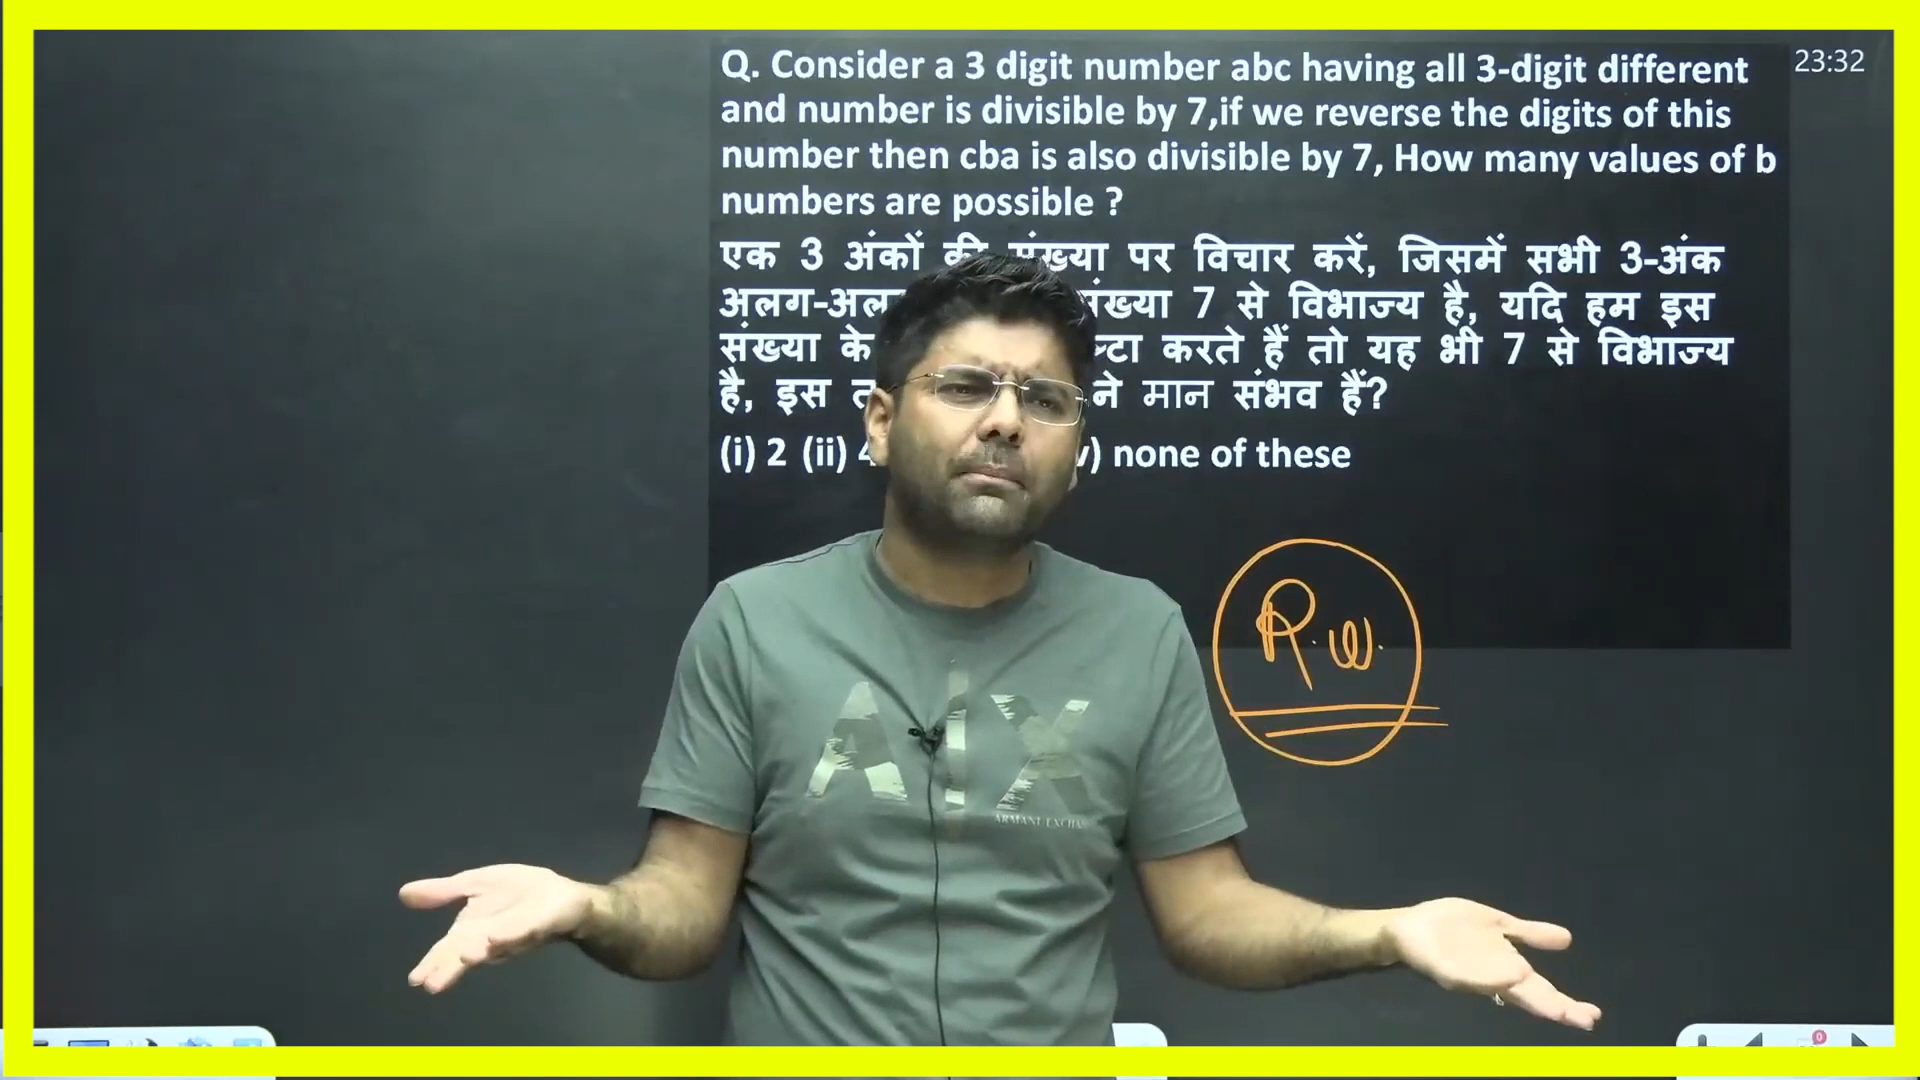 Q. Consider a 3 digit number abc having all 3-digit different
23:32
and number is divisible by 7,if we reverse the digits of this
number then cba is also divisible by 7, How many values of b
numbers are possible ?
एक 3 अंकों की संख्या पर विचार करें, जिसमें सभी 3-अंक
संख्या 7 से विभाज्य है, यदि हम इस
संख्या के करते हैं तो यह भी 7 से विभाज्य
है, इस मान संभव हैं?
(i) 2 (ii) none of these
R.W.
AIX
ARMANI